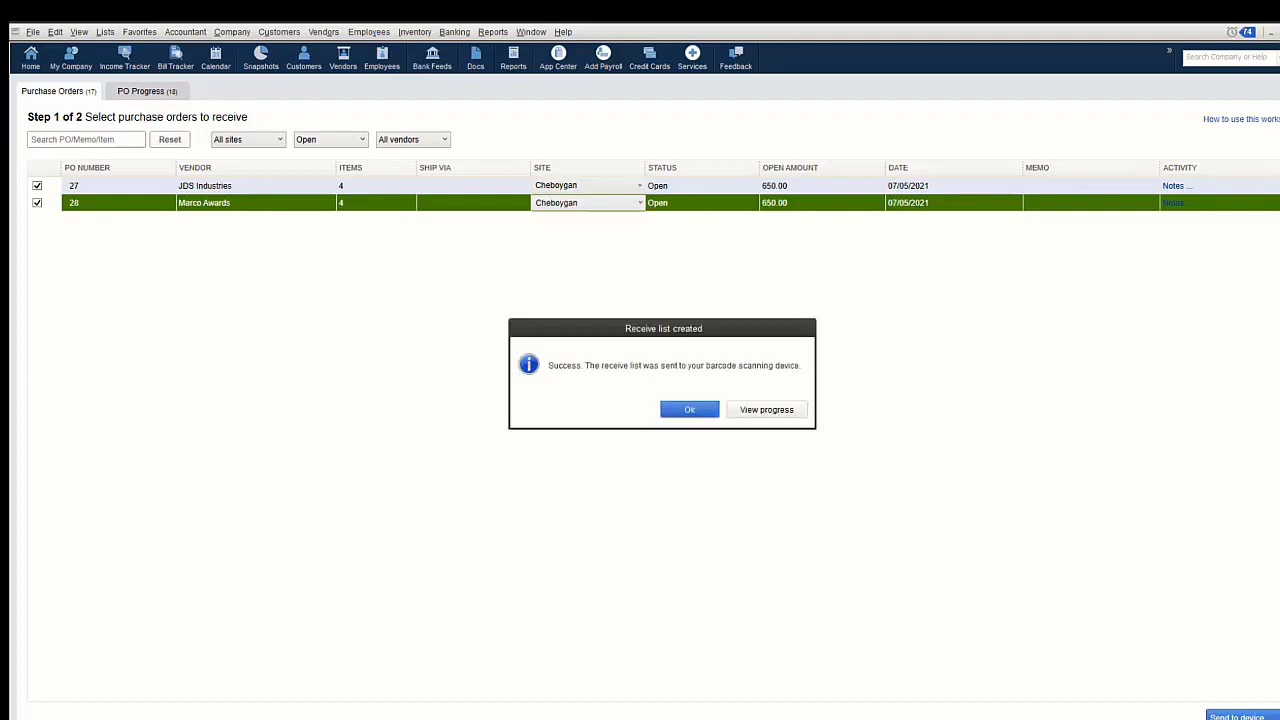 File Edit View Lists Favorites Accountant Company Customers Vendors Employees Inventory Banking Reports Window Help
74
Home My Company Income Tracker Bill Tracker Calendar Snapshots Customers Vendors Employees Bank Feeds Docs Reports App Center Add Payroll Credit Cards Services Feedback
» Search Company or Help
Purchase Orders (17) PO Progress (18)
Step 1 of 2 Select purchase orders to receive
How to use this works
Search PO/Memo/Item Reset All sites Open All vendors
PO NUMBER VENDOR ITEMS SHIP VIA SITE STATUS OPEN AMOUNT DATE MEMO ACTIVITY
27 JDS Industries 4 Cheboygan Open 650.00 07/05/2021 Notes ...
28 Marco Awards 4 Cheboygan Open 650.00 07/05/2021 Notes ...
Receive list created
Success. The receive list was sent to your barcode scanning device.
Ok View progress
Send to device